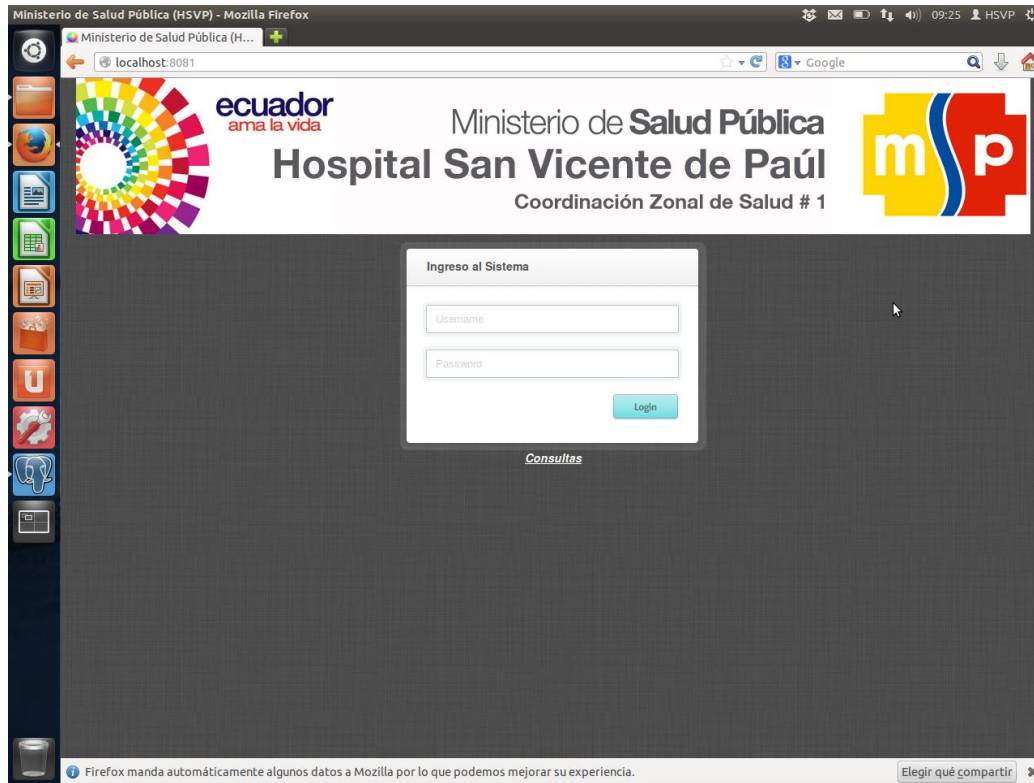 Ministerio de Salud Pública (HSVP) - Mozilla Firefox
09:25 HSVP
Ministerio de Salud Pública (H...
localhost:8081
Google
ecuador
ama la vida
Ministerio de Salud Pública
Hospital San Vicente de Paúl
Coordinación Zonal de Salud # 1
msp
Ingreso al Sistema
Username
Password
Login
Consultas
Firefox manda automáticamente algunos datos a Mozilla por lo que podemos mejorar su experiencia.
Elegir qué compartir